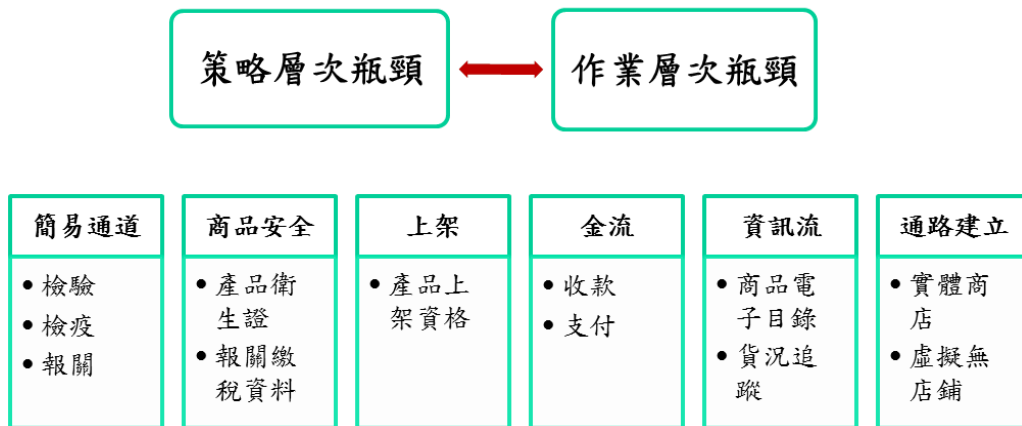 策略層次瓶頸
作業層次瓶頸
簡易通道
• 檢驗
• 檢疫
• 報關
商品安全
• 產品衛
生證
• 報關繳
稅資料
上架
• 產品上
架資格
金流
• 收款
• 支付
資訊流
• 商品電
子目錄
• 貨況追
蹤
通路建立
• 實體商
店
• 虛擬無
店鋪